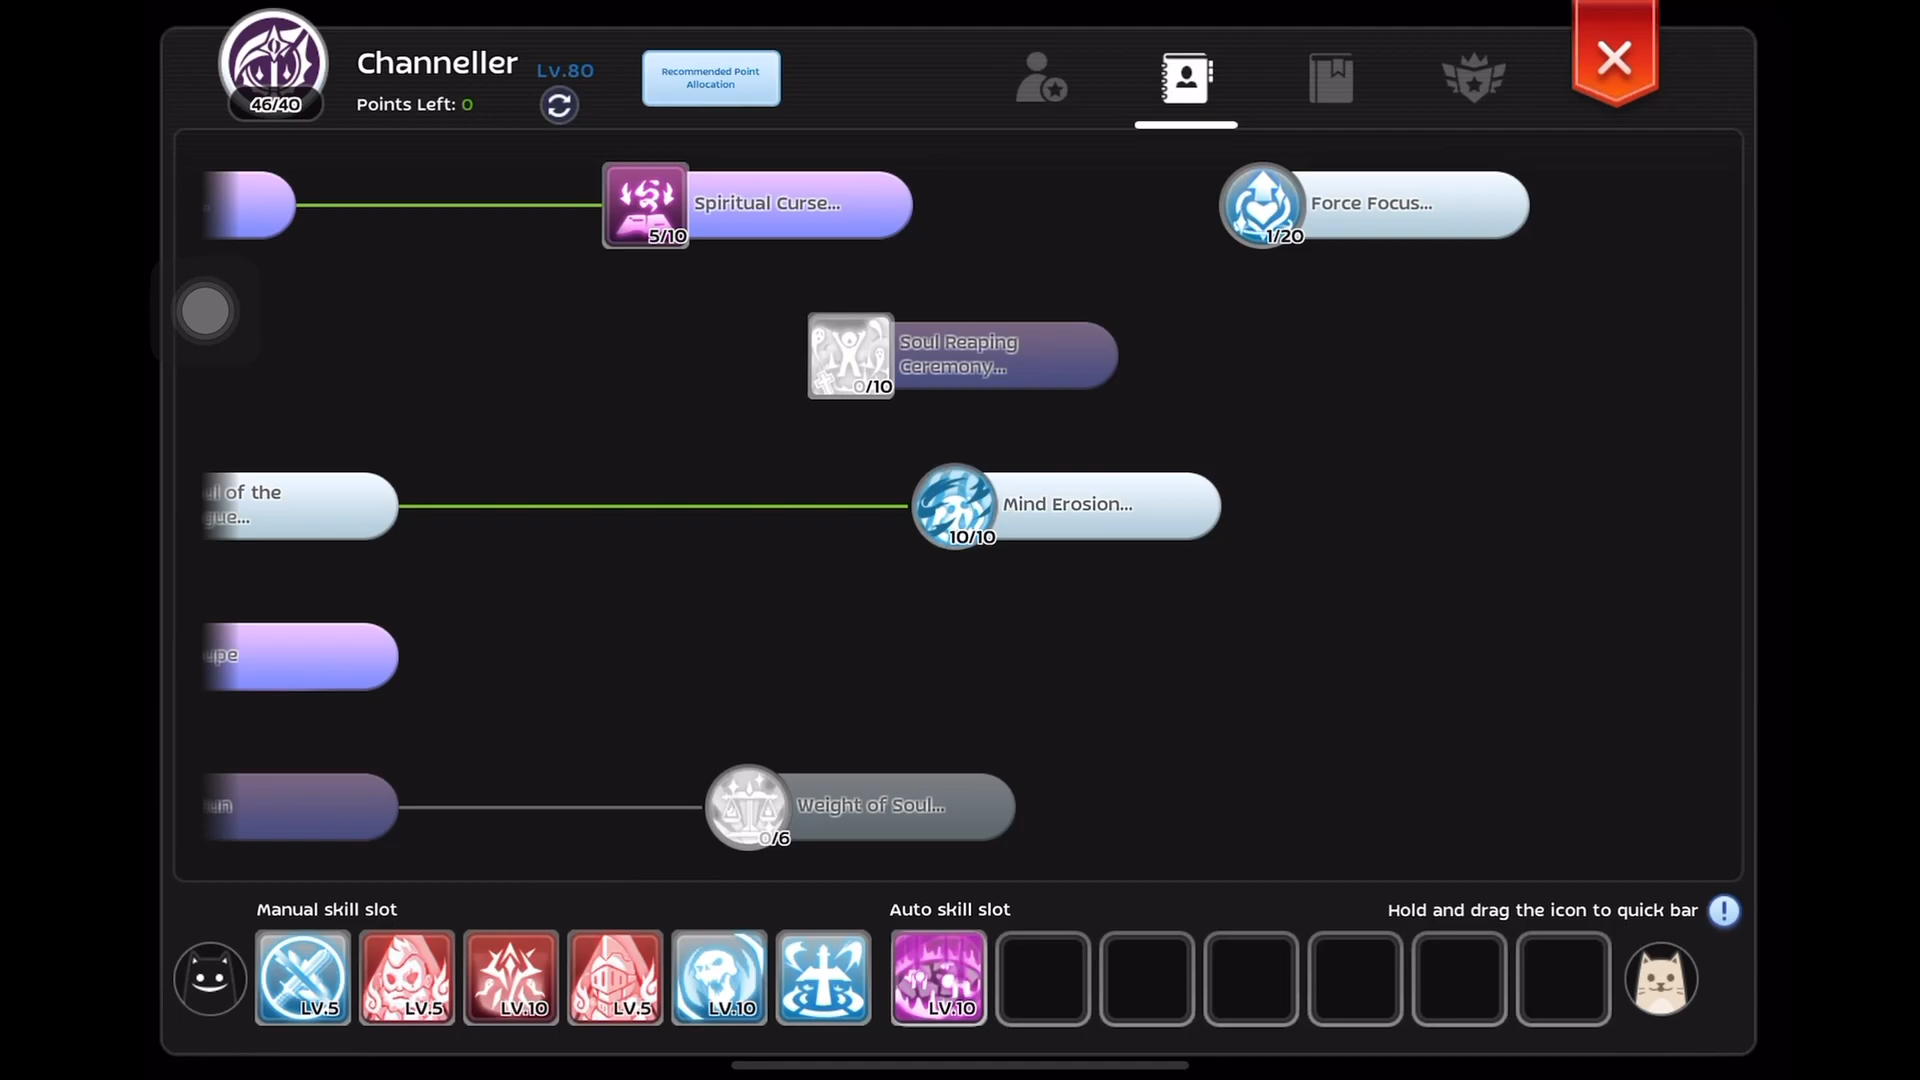 Channeller
Lv.80
46/40
Points Left: 0
Recommended Point
Allocation
Spiritual Curse...
5/10
Force Focus...
1/20
Soul Reaping
Ceremony...
0/10
of the
Mind Erosion...
10/10
Weight of Soul...
0/6
Manual skill slot
Auto skill slot
Hold and drag the icon to quick bar
!
LV.5
LV.5
LV.10
LV.5
LV.10
LV.10